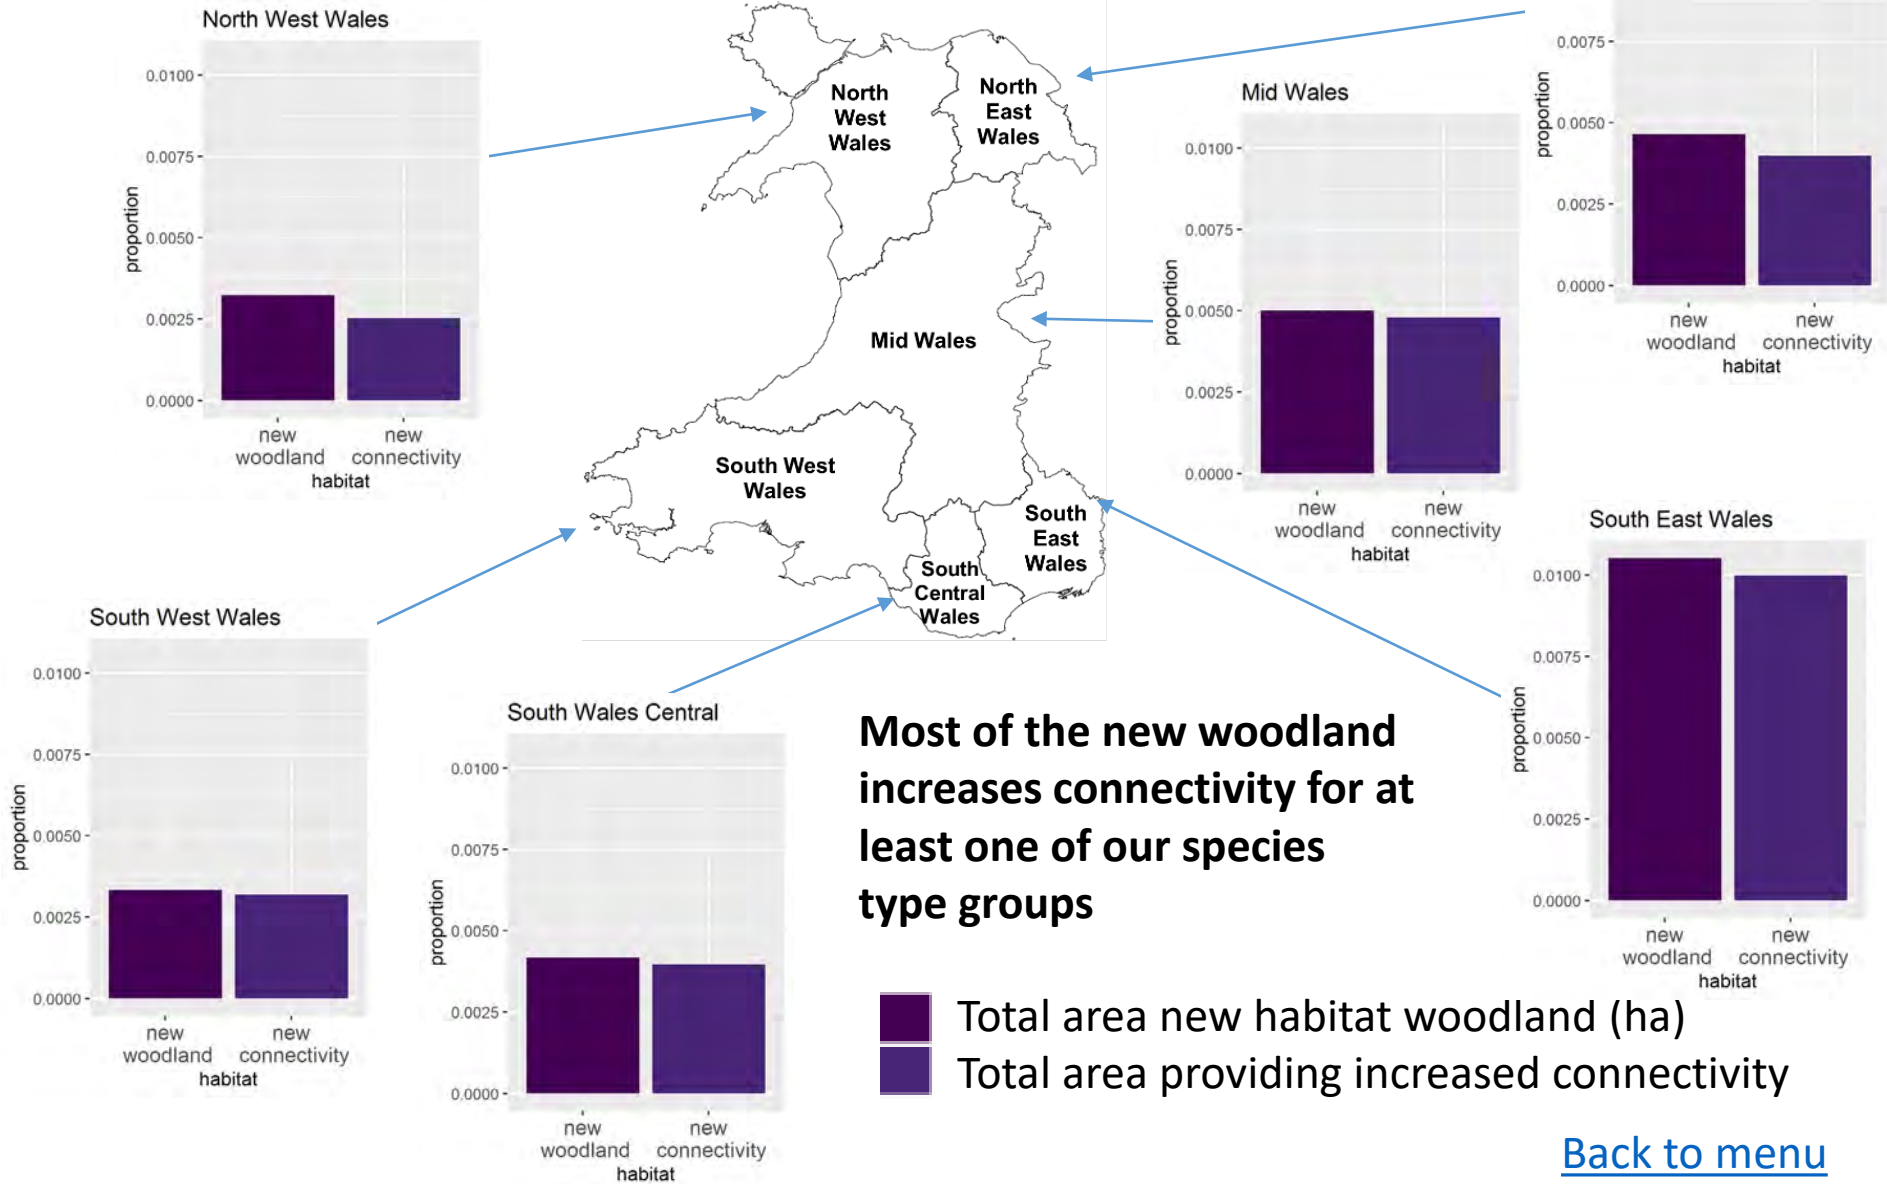 North West Wales
0.0100
0.0075
0.0050
0.0025
0.0000
proportion
new
woodland
new
connectivity
habitat
North
West
Wales
North
East
Wales
Mid Wales
South West
Wales
South
East
Wales
South
Central
Wales
Mid Wales
0.0100
0.0075
0.0050
0.0025
0.0000
proportion
new
woodland
new
connectivity
habitat
0.0075
0.0050
0.0025
0.0000
proportion
new
woodland
new
connectivity
habitat
South West Wales
0.0100
0.0075
0.0050
0.0025
0.0000
proportion
new
woodland
new
connectivity
habitat
South Wales Central
0.0100
0.0075
0.0050
0.0025
0.0000
proportion
new
woodland
new
connectivity
habitat
South East Wales
0.0100
0.0075
0.0050
0.0025
0.0000
proportion
new
woodland
new
connectivity
habitat
Most of the new woodland
increases connectivity for at
least one of our species
type groups
Total area new habitat woodland (ha)
Total area providing increased connectivity
Back to menu